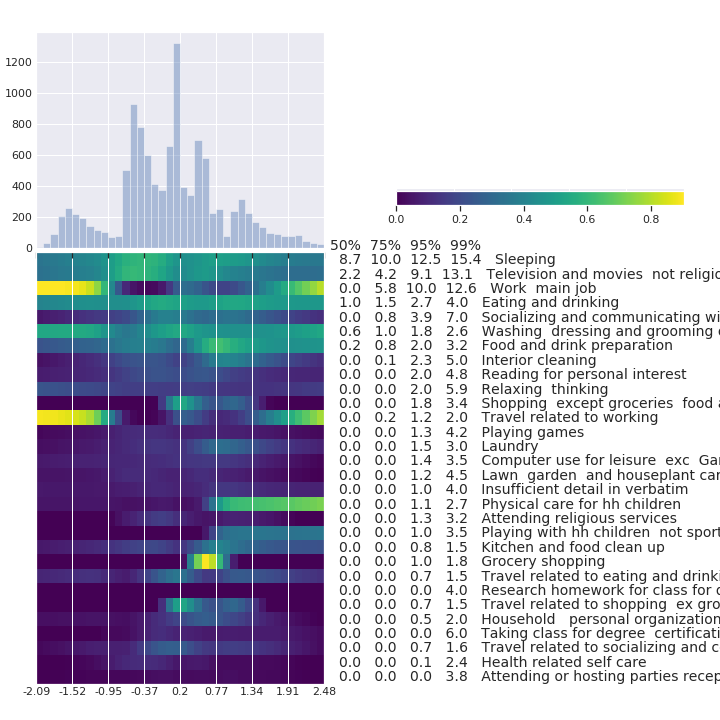 1200
1000
800
600
400
200
0
0.0 0.2 0.4 0.6 0.8
50% 75% 95% 99%
8.7 10.0 12.5 15.4 Sleeping
2.2 4.2 9.1 13.1 Television and movies not religio
0.0 5.8 10.0 12.6 Work main job
1.0 1.5 2.7 4.0 Eating and drinking
0.0 0.8 3.9 7.0 Socializing and communicating wi
0.6 1.0 1.8 2.6 Washing dressing and grooming
0.2 0.8 2.0 3.2 Food and drink preparation
0.0 0.1 2.3 5.0 Interior cleaning
0.0 0.0 2.0 4.8 Reading for personal interest
0.0 0.0 2.0 5.9 Relaxing thinking
0.0 0.0 1.8 3.4 Shopping except groceries food a
0.0 0.2 1.2 2.0 Travel related to working
0.0 0.0 1.3 4.2 Playing games
0.0 0.0 1.5 3.0 Laundry
0.0 0.0 1.4 3.5 Computer use for leisure exc Gar
0.0 0.0 1.2 4.5 Lawn garden and houseplant car
0.0 0.0 1.0 4.0 Insufficient detail in verbatim
0.0 0.0 1.1 2.7 Physical care for hh children
0.0 0.0 1.3 3.2 Attending religious services
0.0 0.0 1.0 3.5 Playing with hh children not sport
0.0 0.0 0.8 1.5 Kitchen and food clean up
0.0 0.0 1.0 1.8 Grocery shopping
0.0 0.0 0.7 1.5 Travel related to eating and drinki
0.0 0.0 0.0 4.0 Research homework for class for d
0.0 0.0 0.7 1.5 Travel related to shopping ex gro
0.0 0.0 0.5 2.0 Household personal organization
0.0 0.0 0.0 6.0 Taking class for degree certificati
0.0 0.0 0.7 1.6 Travel related to socializing and c
0.0 0.0 0.1 2.4 Health related self care
0.0 0.0 0.0 3.8 Attending or hosting parties recep
-2.09 -1.52 -0.95 -0.37 0.2 0.77 1.34 1.91 2.48